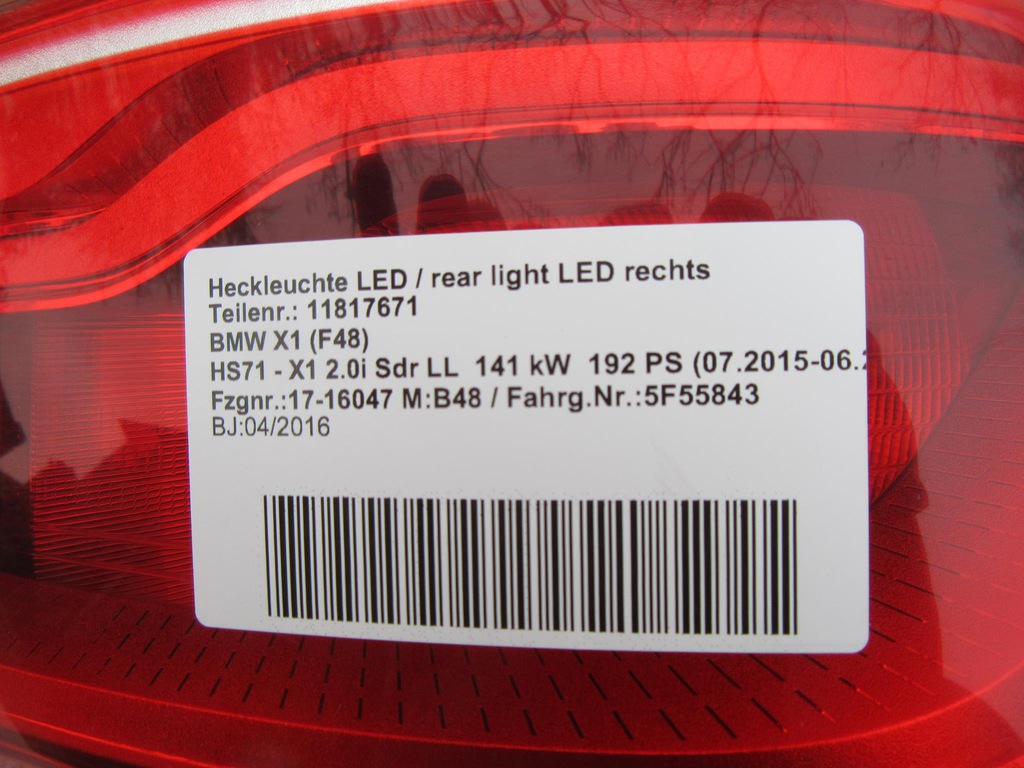 Heckleuchte LED / rear light LED rechts
Teilenr.: 11817671
BMW X1 (F48)
HS71 - X1 2.0i Sdr LL 141 kW 192 PS (07.2015-06.
Fzgnr.:17-16047 M:B48 / Fahrg.Nr.:5F55843
BJ:04/2016